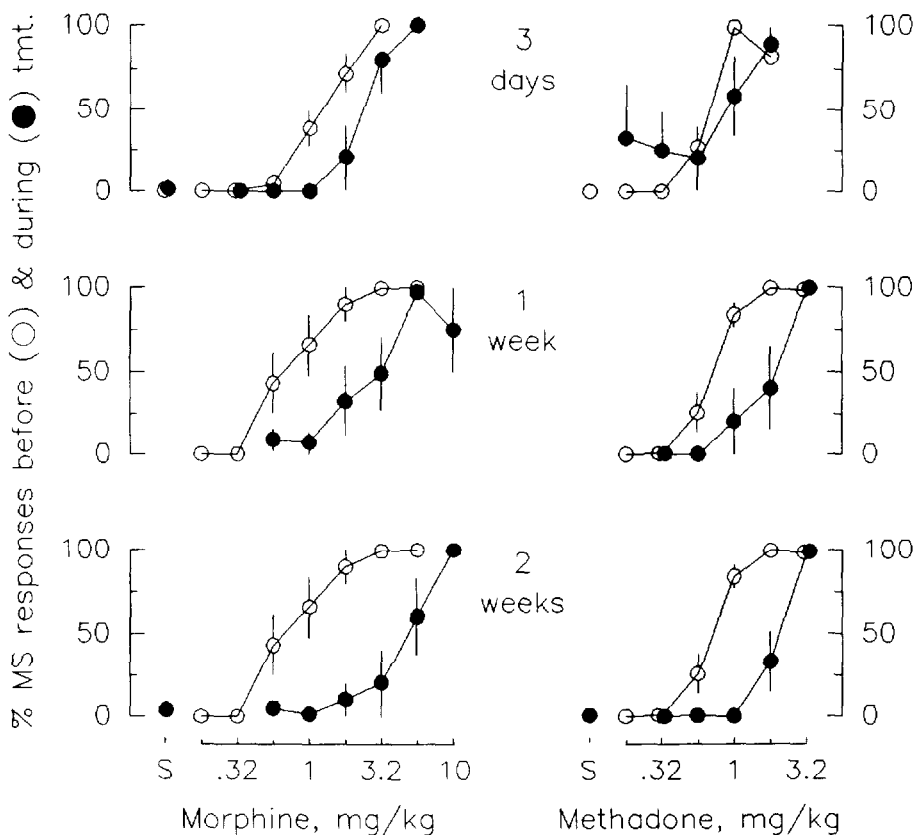 % MS responses before (○) & during (●) tmt.
100 3 100
days
50 50
0 0
100 1 100
week
50 50
0 0
100 2 100
weeks
50 50
0 0
S .32 1 3.2 10 S .32 1 3.2
Morphine, mg/kg Methadone, mg/kg